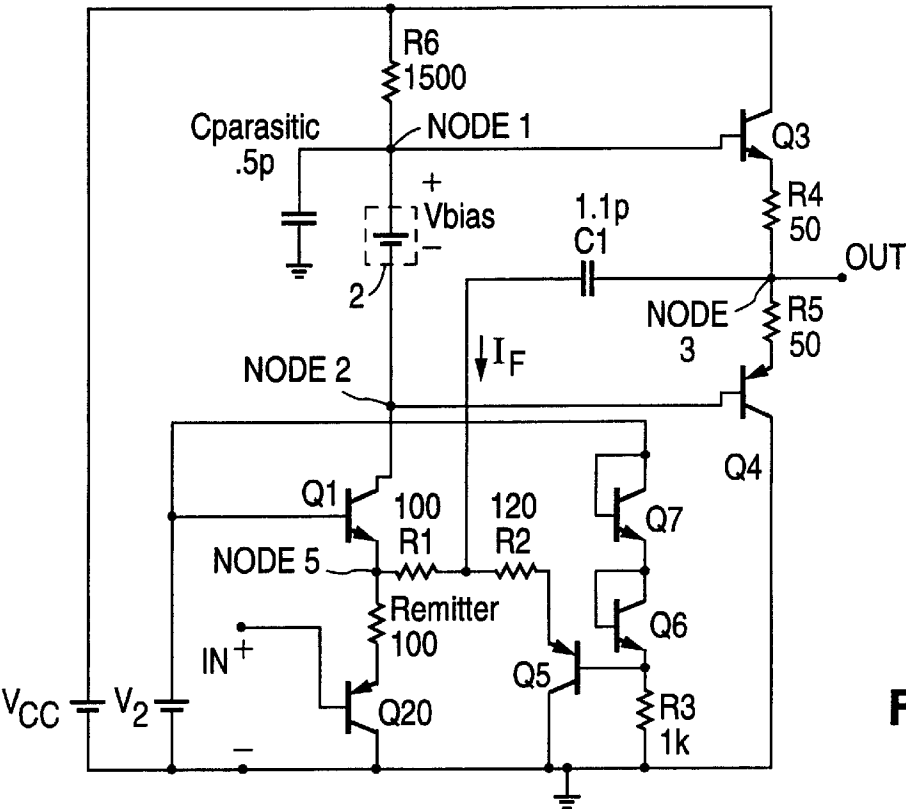 R6
1500
Cparasitic
.5p
NODE 1
Q3
+
Vbias
−
2
1.1p
C1
R4
50
OUT
NODE
3
R5
50
I_F
NODE 2
Q4
Q1
100
R1
120
R2
Q7
NODE 5
Remitter
100
Q6
IN +
Q5
Q20
V_CC
V_2
R3
1k
−
F